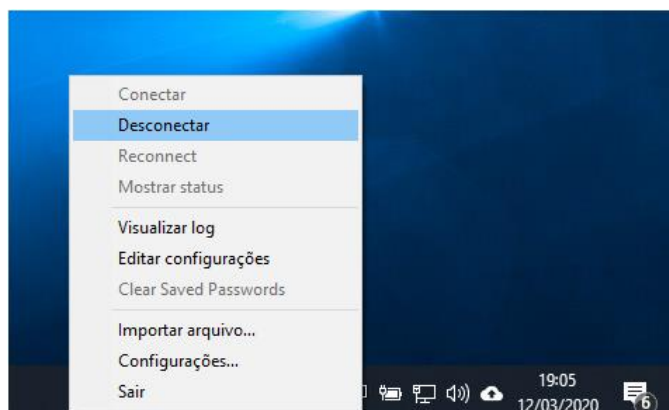 Conectar
Desconectar
Reconnect
Mostrar status
Visualizar log
Editar configurações
Clear Saved Passwords
Importar arquivo...
Configurações...
Sair
19:05
12/03/2020
6